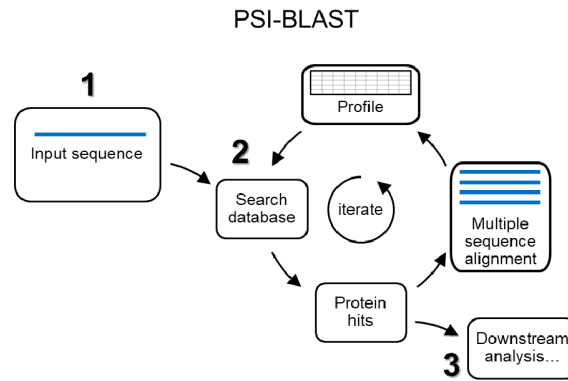 PSI-BLAST
1
Input sequence
2
Search
database
Profile
iterate
Multiple
sequence
alignment
Protein
hits
3
Downstream
analysis...